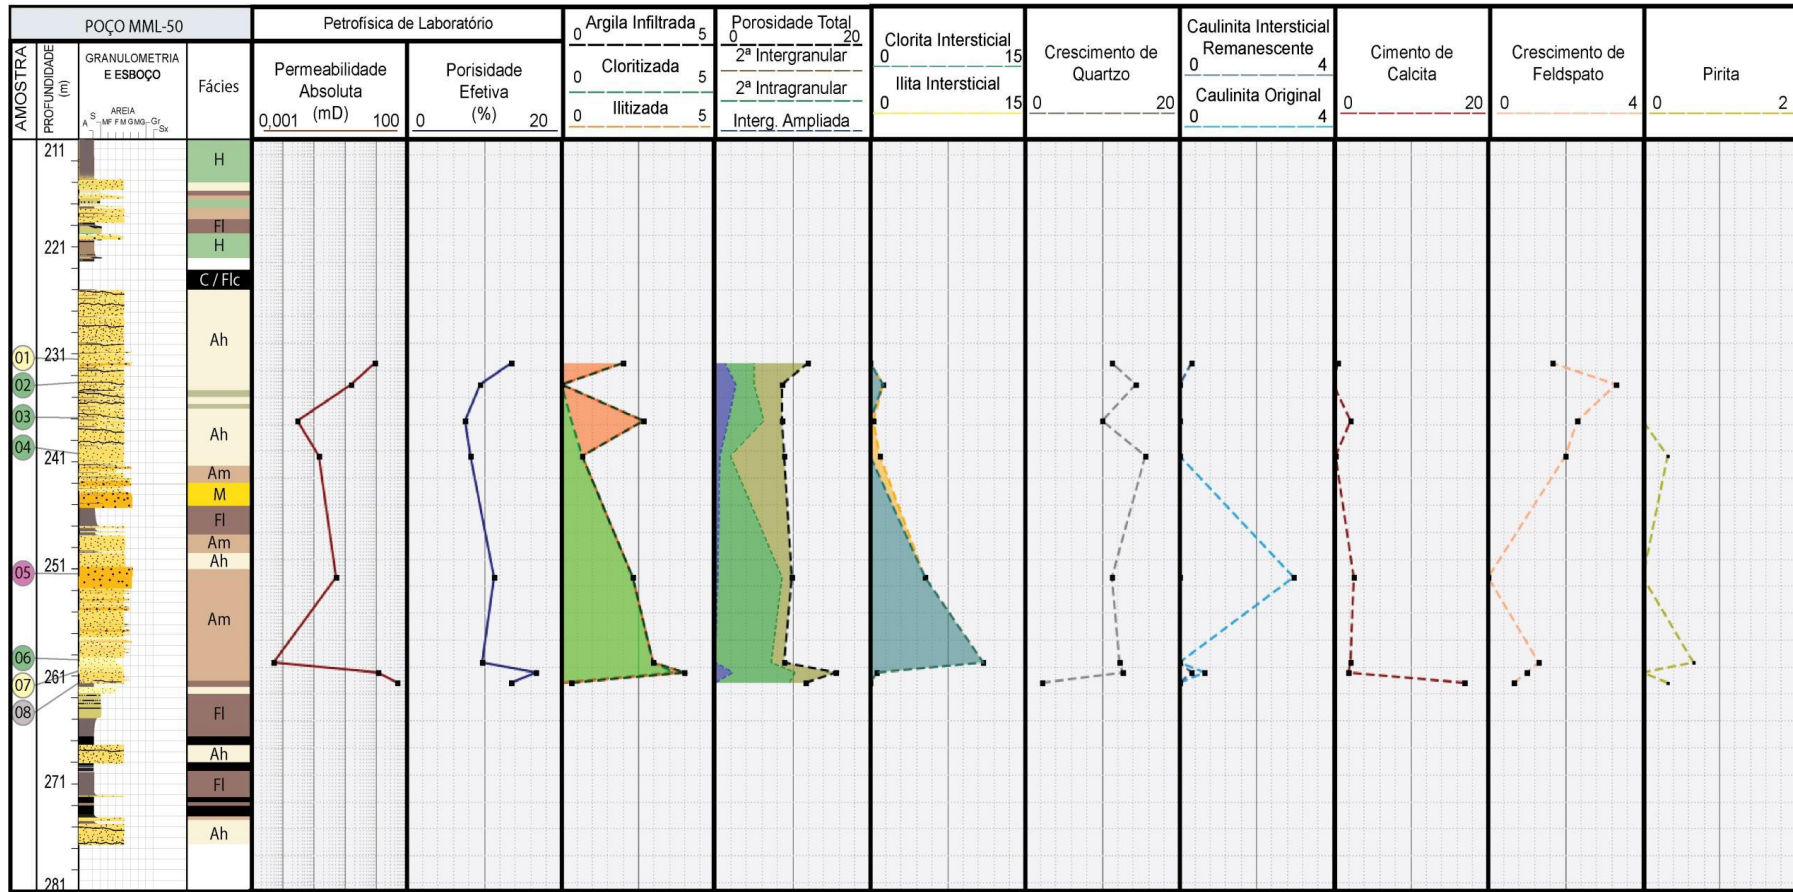 POÇO MML-50
AMOSTRA
PROFUNDIDADE (m)
GRANULOMETRIA
E ESBOÇO
AREIA
A S MF F M G MG Gr Sx
Fácies
Petrofísica de Laboratório
Permeabilidade
Absoluta
(mD)
0,001 100
Porisidade
Efetiva
(%)
0 20
Argila Infiltrada
0 5
Cloritizada
0 5
Ilitizada
0 5
Porosidade Total
0 20
2ª Intergranular
2ª Intragranular
Interg. Ampliada
Clorita Intersticial
0 15
Ilita Intersticial
0 15
Crescimento de
Quartzo
0 20
Caulinita Intersticial
Remanescente
0 4
Caulinita Original
0 4
Cimento de
Calcita
0 20
Crescimento de
Feldspato
0 4
Pirita
0 2
211
221
231
241
251
261
271
281
01
02
03
04
05
06
07
08
H
Fl
H
C / Flc
Ah
Ah
Am
M
Fl
Am
Ah
Am
Fl
Ah
Fl
Ah